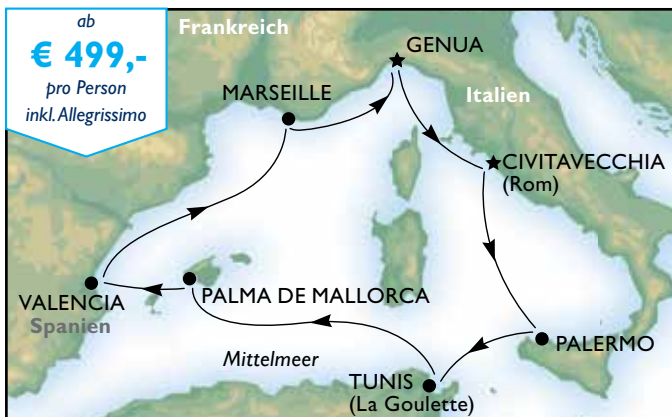 ab
€ 499,-
pro Person
inkl. Allegrissimo
Frankreich
GENUA
MARSEILLE
Italien
CIVITAVECCHIA
(Rom)
VALENCIA
Spanien
PALMA DE MALLORCA
PALERMO
Mittelmeer
TUNIS
(La Goulette)